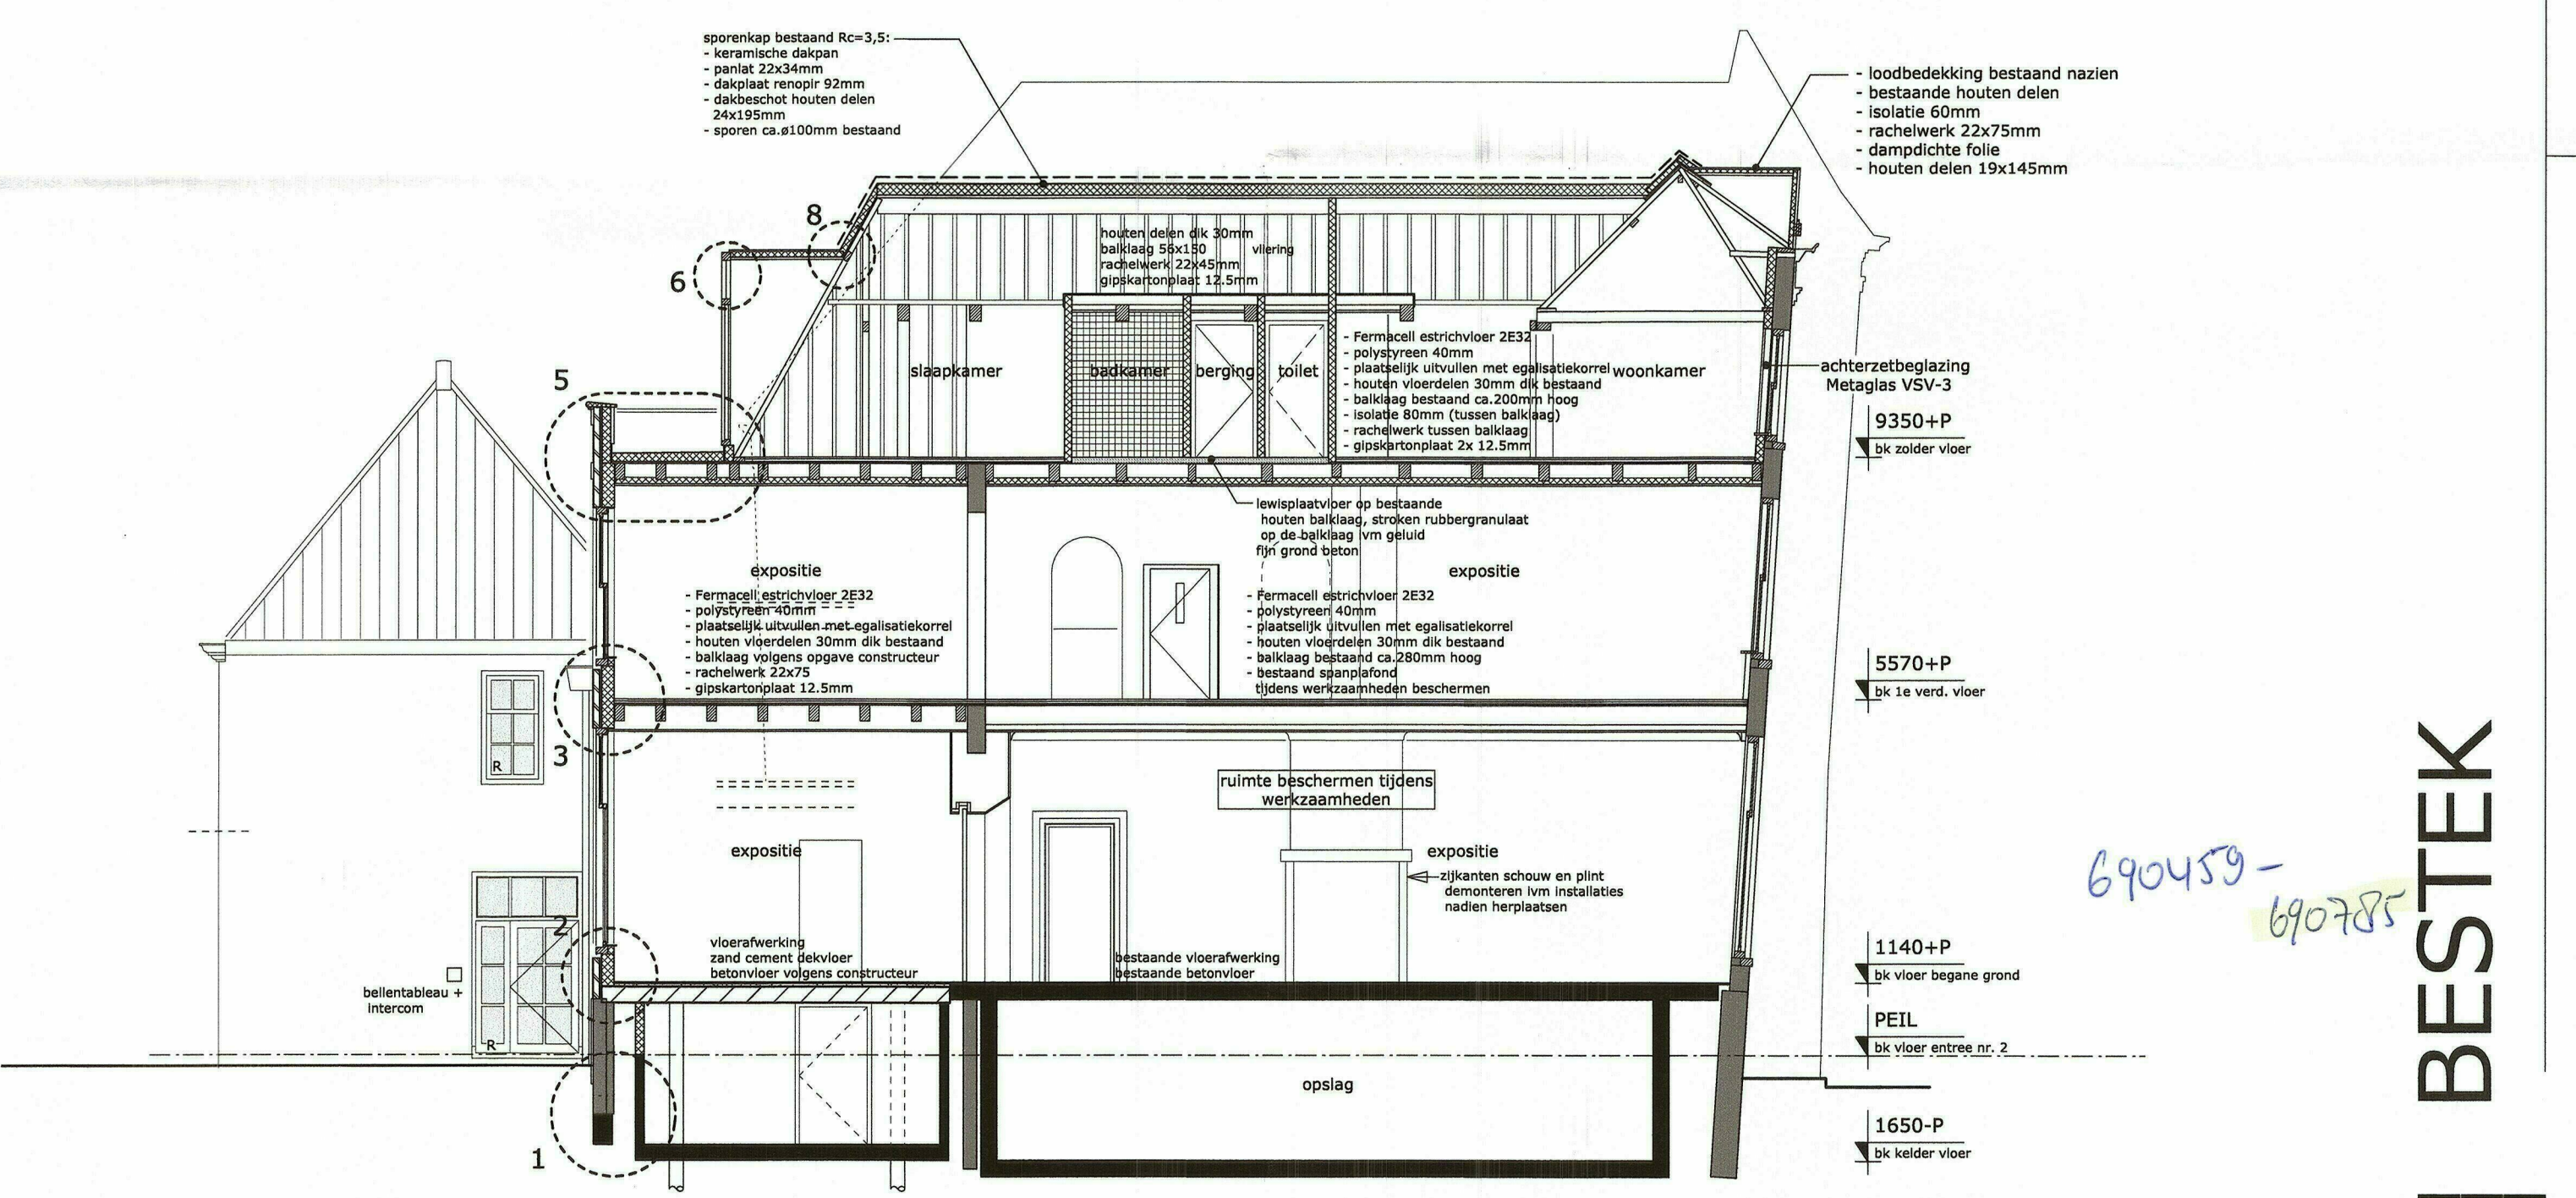 sporenkap bestaand Rc=3,5:
- keramische dakpan
- panlat 22x34mm
- dakplaat renopir 92mm
- dakbeschot houten delen
24x195mm
- sporen ca.ø100mm bestaand
- loodbedekking bestaand nazien
- bestaande houten delen
- isolatie 60mm
- rachelwerk 22x75mm
- dampdichte folie
- houten delen 19x145mm
8
6
houten delen dik 30mm
balklaag 56x150
vliering
rachelwerk 22x45mm
gipskartonplaat 12.5mm
- Fermacell estrichvloer 2E32
- polystyreen 40mm
- plaatselijk uitvullen met egalisatiekorrel
- houten vloerdelen 30mm dik bestaand
- balklaag bestaand ca.200mm hoog
- isolatie 80mm (tussen balklaag)
- rachelwerk tussen balklaag
- gipskartonplaat 2x 12.5mm
slaapkamer
badkamer
berging
toilet
woonkamer
achterzetbeglazing
Metaglas VSV-3
5
9350+P
bk zolder vloer
lewisplaatvloer op bestaande
houten balklaag, stroken rubbergranulaat
op de balklaag ivm geluid
fijn grond beton
expositie
- Fermacell estrichvloer 2E32
- polystyreen 40mm
- plaatselijk uitvullen met egalisatiekorrel
- houten vloerdelen 30mm dik bestaand
- balklaag volgens opgave constructeur
- rachelwerk 22x75
- gipskartonplaat 12.5mm
expositie
- Fermacell estrichvloer 2E32
- polystyreen 40mm
- plaatselijk uitvullen met egalisatiekorrel
- houten vloerdelen 30mm dik bestaand
- balklaag bestaand ca.280mm hoog
- bestaand spanplafond
tijdens werkzaamheden beschermen
5570+P
bk 1e verd. vloer
3
R
ruimte beschermen tijdens
werkzaamheden
expositie
expositie
zijkanten schouw en plint
demonteren ivm installaties
nadien herplaatsen
690459-
690785
BESTEK
2
vloerafwerking
zand cement dekvloer
betonvloer volgens constructeur
bestaande vloerafwerking
bestaande betonvloer
1140+P
bk vloer begane grond
bellentableau +
intercom
R
PEIL
bk vloer entree nr. 2
opslag
1650-P
bk kelder vloer
1